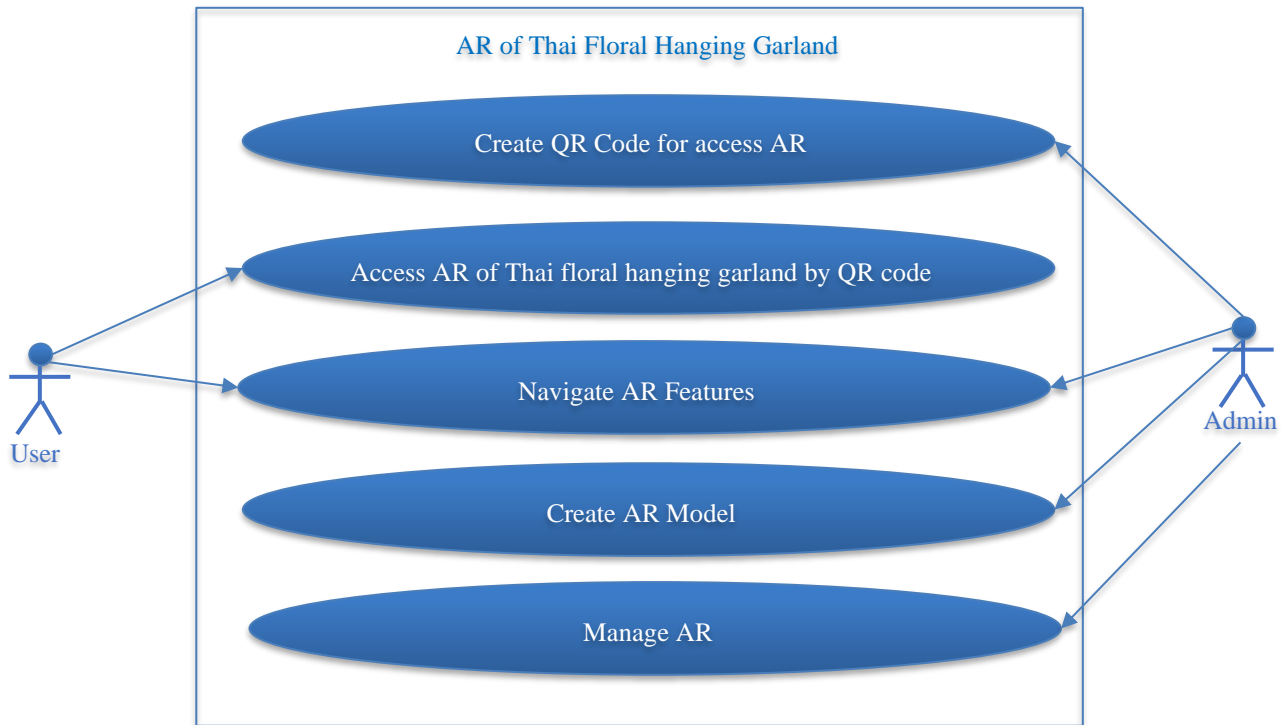 AR of Thai Floral Hanging Garland
Create QR Code for access AR
Access AR of Thai floral hanging garland by QR code
Navigate AR Features
User
Admin
Create AR Model
Manage AR